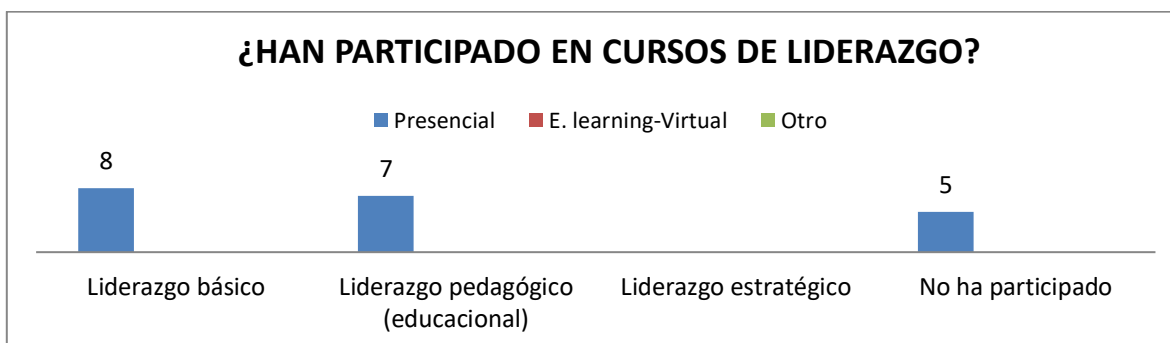 ¿HAN PARTICIPADO EN CURSOS DE LIDERAZGO?
Presencial E. learning-Virtual Otro
8 7 5
Liderazgo básico Liderazgo pedagógico Liderazgo estratégico No ha participado
(educacional)